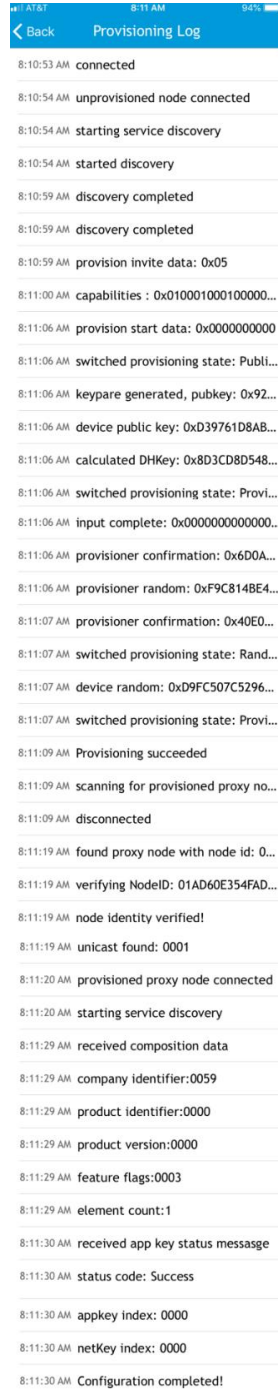 AT&T 8:11 AM 94%
Back Provisioning Log
8:10:53 AM connected
8:10:54 AM unprovisioned node connected
8:10:54 AM starting service discovery
8:10:54 AM started discovery
8:10:59 AM discovery completed
8:10:59 AM discovery completed
8:10:59 AM provision invite data: 0x05
8:11:00 AM capabilities : 0x010001000100000...
8:11:06 AM provision start data: 0x0000000000
8:11:06 AM switched provisioning state: Publi...
8:11:06 AM keypare generated, pubkey: 0x92...
8:11:06 AM device public key: 0xD39761D8AB...
8:11:06 AM calculated DHKey: 0x8D3CD8D548...
8:11:06 AM switched provisioning state: Provi...
8:11:06 AM input complete: 0x0000000000000...
8:11:06 AM provisioner confirmation: 0x6D0A...
8:11:06 AM provisioner random: 0xF9C814BE4...
8:11:07 AM provisioner confirmation: 0x40E0...
8:11:07 AM switched provisioning state: Rand...
8:11:07 AM device random: 0xD9FC507C5296...
8:11:07 AM switched provisioning state: Provi...
8:11:09 AM Provisioning succeeded
8:11:09 AM scanning for provisioned proxy no...
8:11:09 AM disconnected
8:11:19 AM found proxy node with node id: 0...
8:11:19 AM verifying NodeID: 01AD60E354FAD...
8:11:19 AM node identity verified!
8:11:19 AM unicast found: 0001
8:11:20 AM provisioned proxy node connected
8:11:20 AM starting service discovery
8:11:29 AM received composition data
8:11:29 AM company identifier:0059
8:11:29 AM product identifier:0000
8:11:29 AM product version:0000
8:11:29 AM feature flags:0003
8:11:29 AM element count:1
8:11:30 AM received app key status messasge
8:11:30 AM status code: Success
8:11:30 AM appkey index: 0000
8:11:30 AM netKey index: 0000
8:11:30 AM Configuration completed!